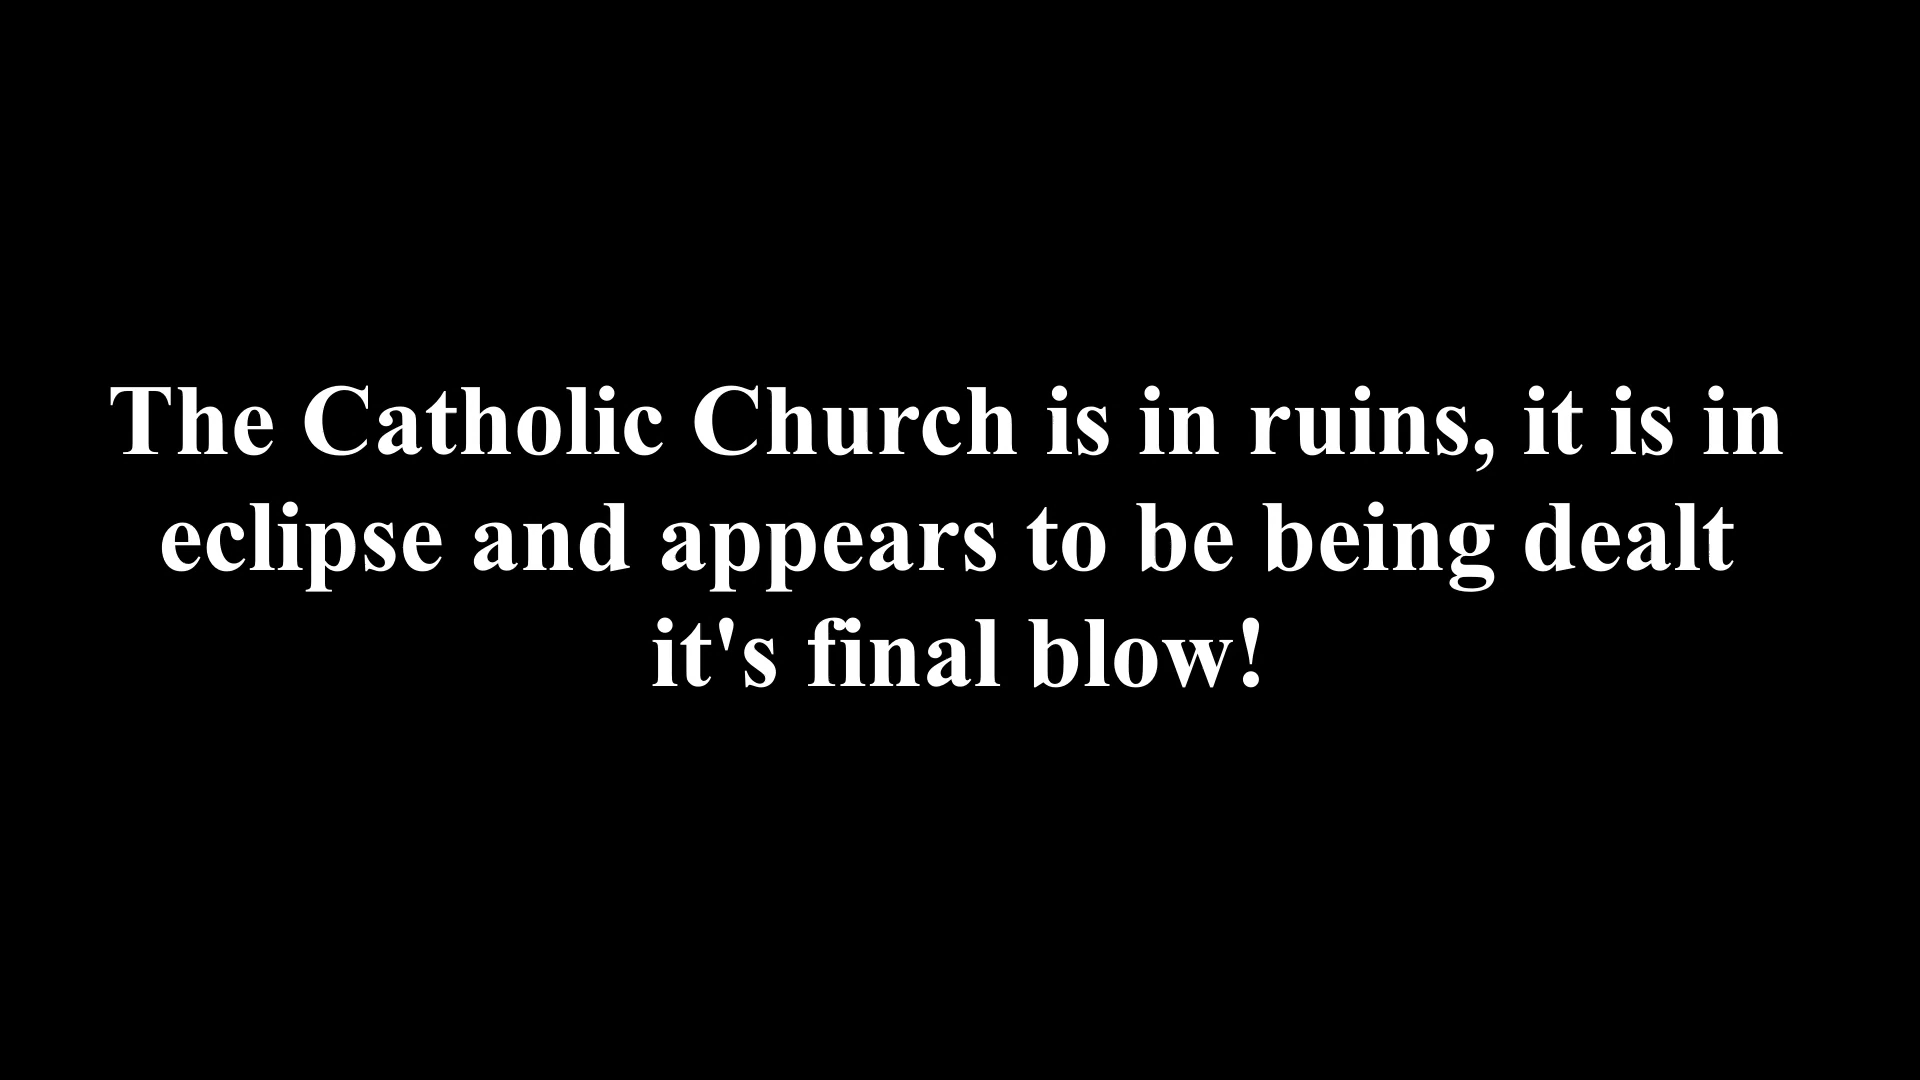 The Catholic Church is in ruins, it is in
eclipse and appears to be being dealt
it's final blow!